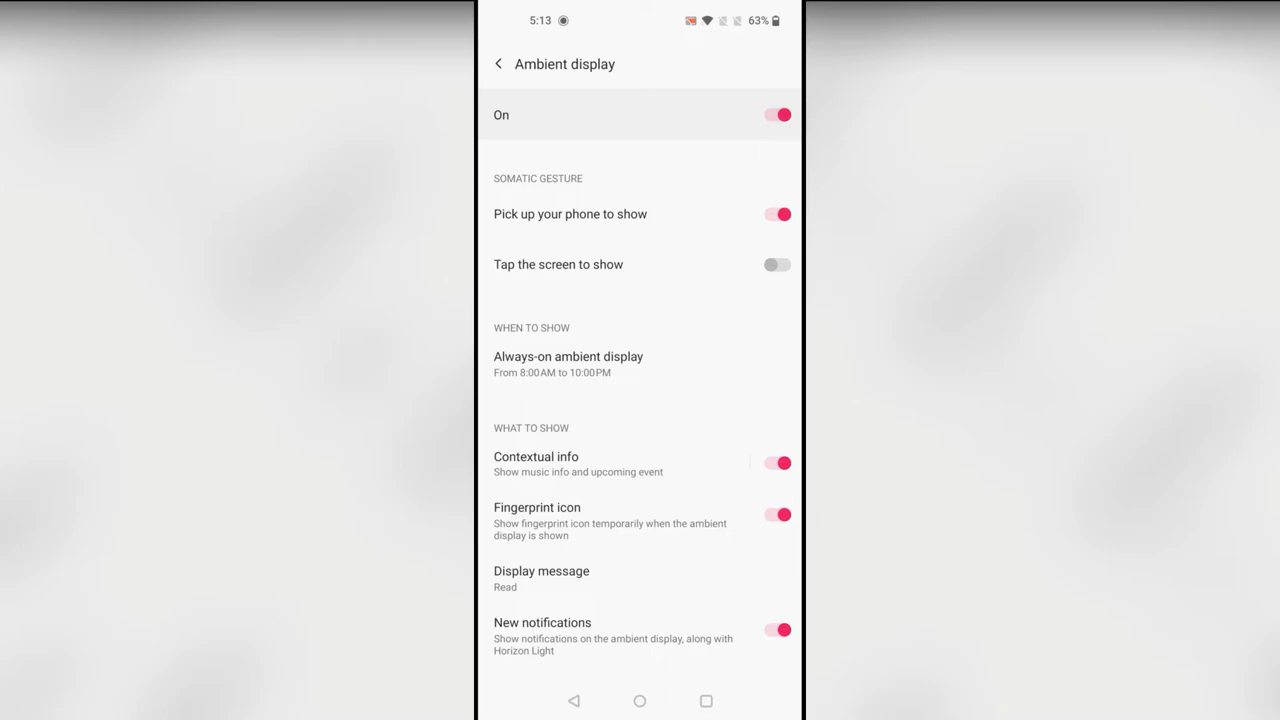 5:13
63%
Ambient display
On
SOMATIC GESTURE
Pick up your phone to show
Tap the screen to show
WHEN TO SHOW
Always-on ambient display
From 8:00 AM to 10:00 PM
WHAT TO SHOW
Contextual info
Show music info and upcoming event
Fingerprint icon
Show fingerprint icon temporarily when the ambient
display is shown
Display message
Read
New notifications
Show notifications on the ambient display, along with
Horizon Light